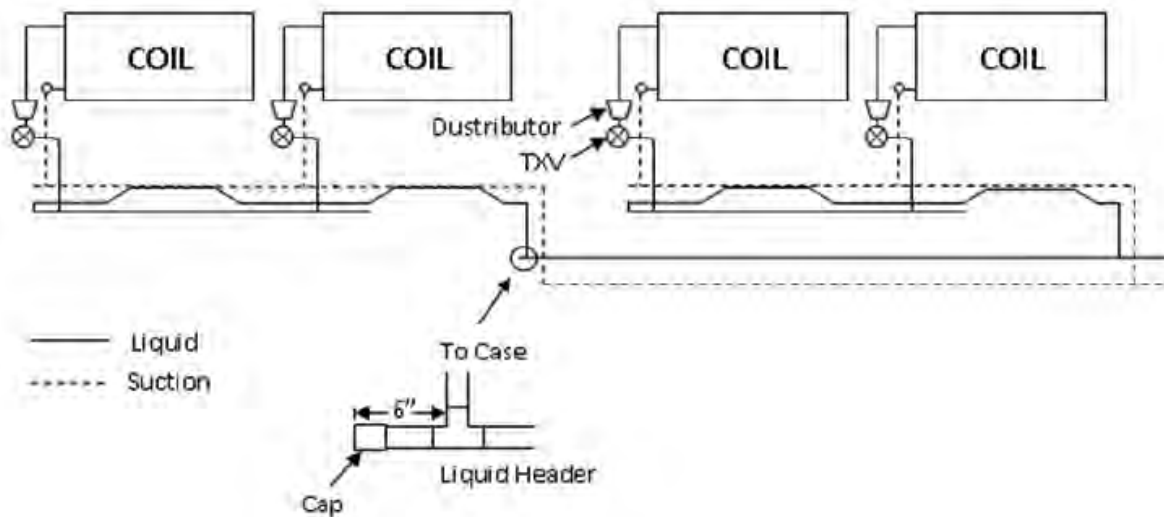 COIL
COIL
COIL
COIL
Dustributor
TXV
Liquid
Suction
To Case
6"
Liquid Header
Cap